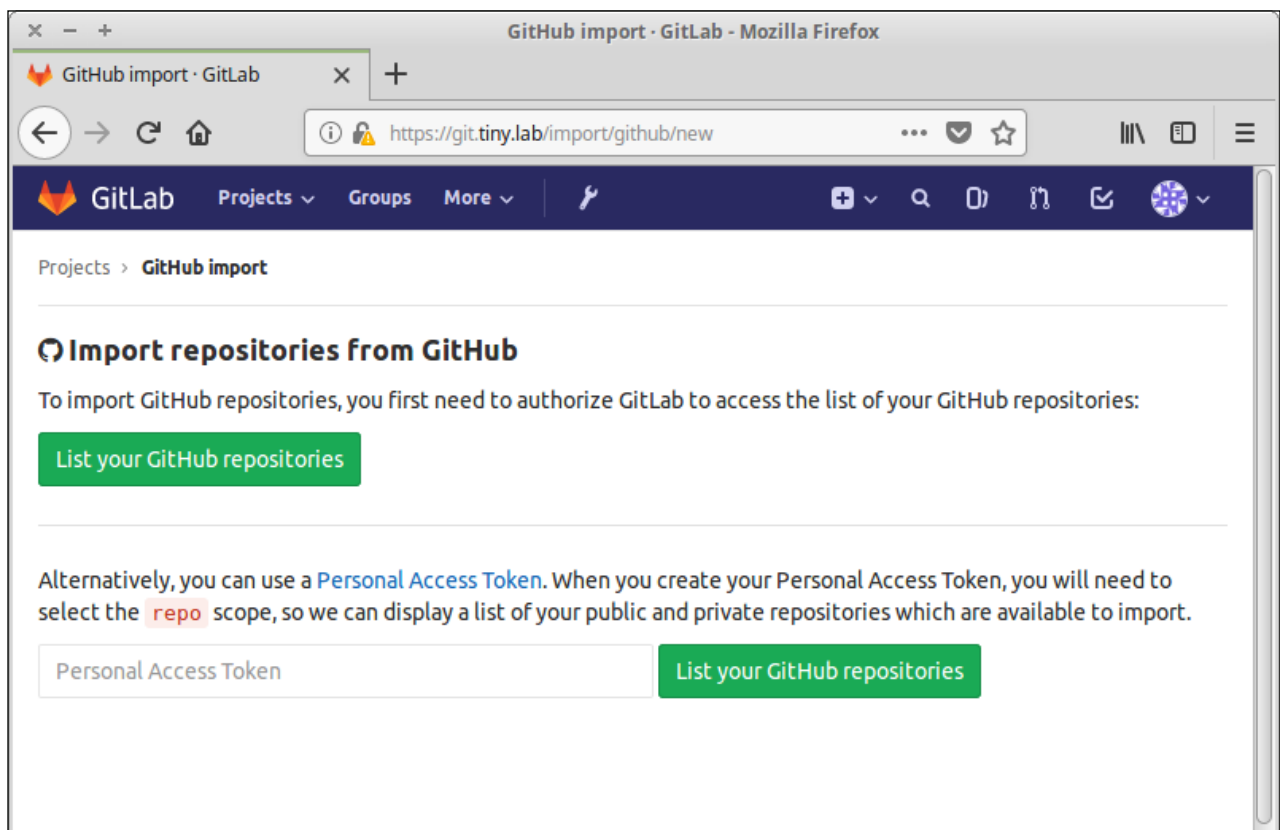 GitHub import · GitLab - Mozilla Firefox
GitHub import · GitLab
https://git.tiny.lab/import/github/new
GitLab Projects Groups More
Projects > GitHub import
Import repositories from GitHub
To import GitHub repositories, you first need to authorize GitLab to access the list of your GitHub repositories:
List your GitHub repositories
Alternatively, you can use a Personal Access Token. When you create your Personal Access Token, you will need to
select the repo scope, so we can display a list of your public and private repositories which are available to import.
Personal Access Token List your GitHub repositories